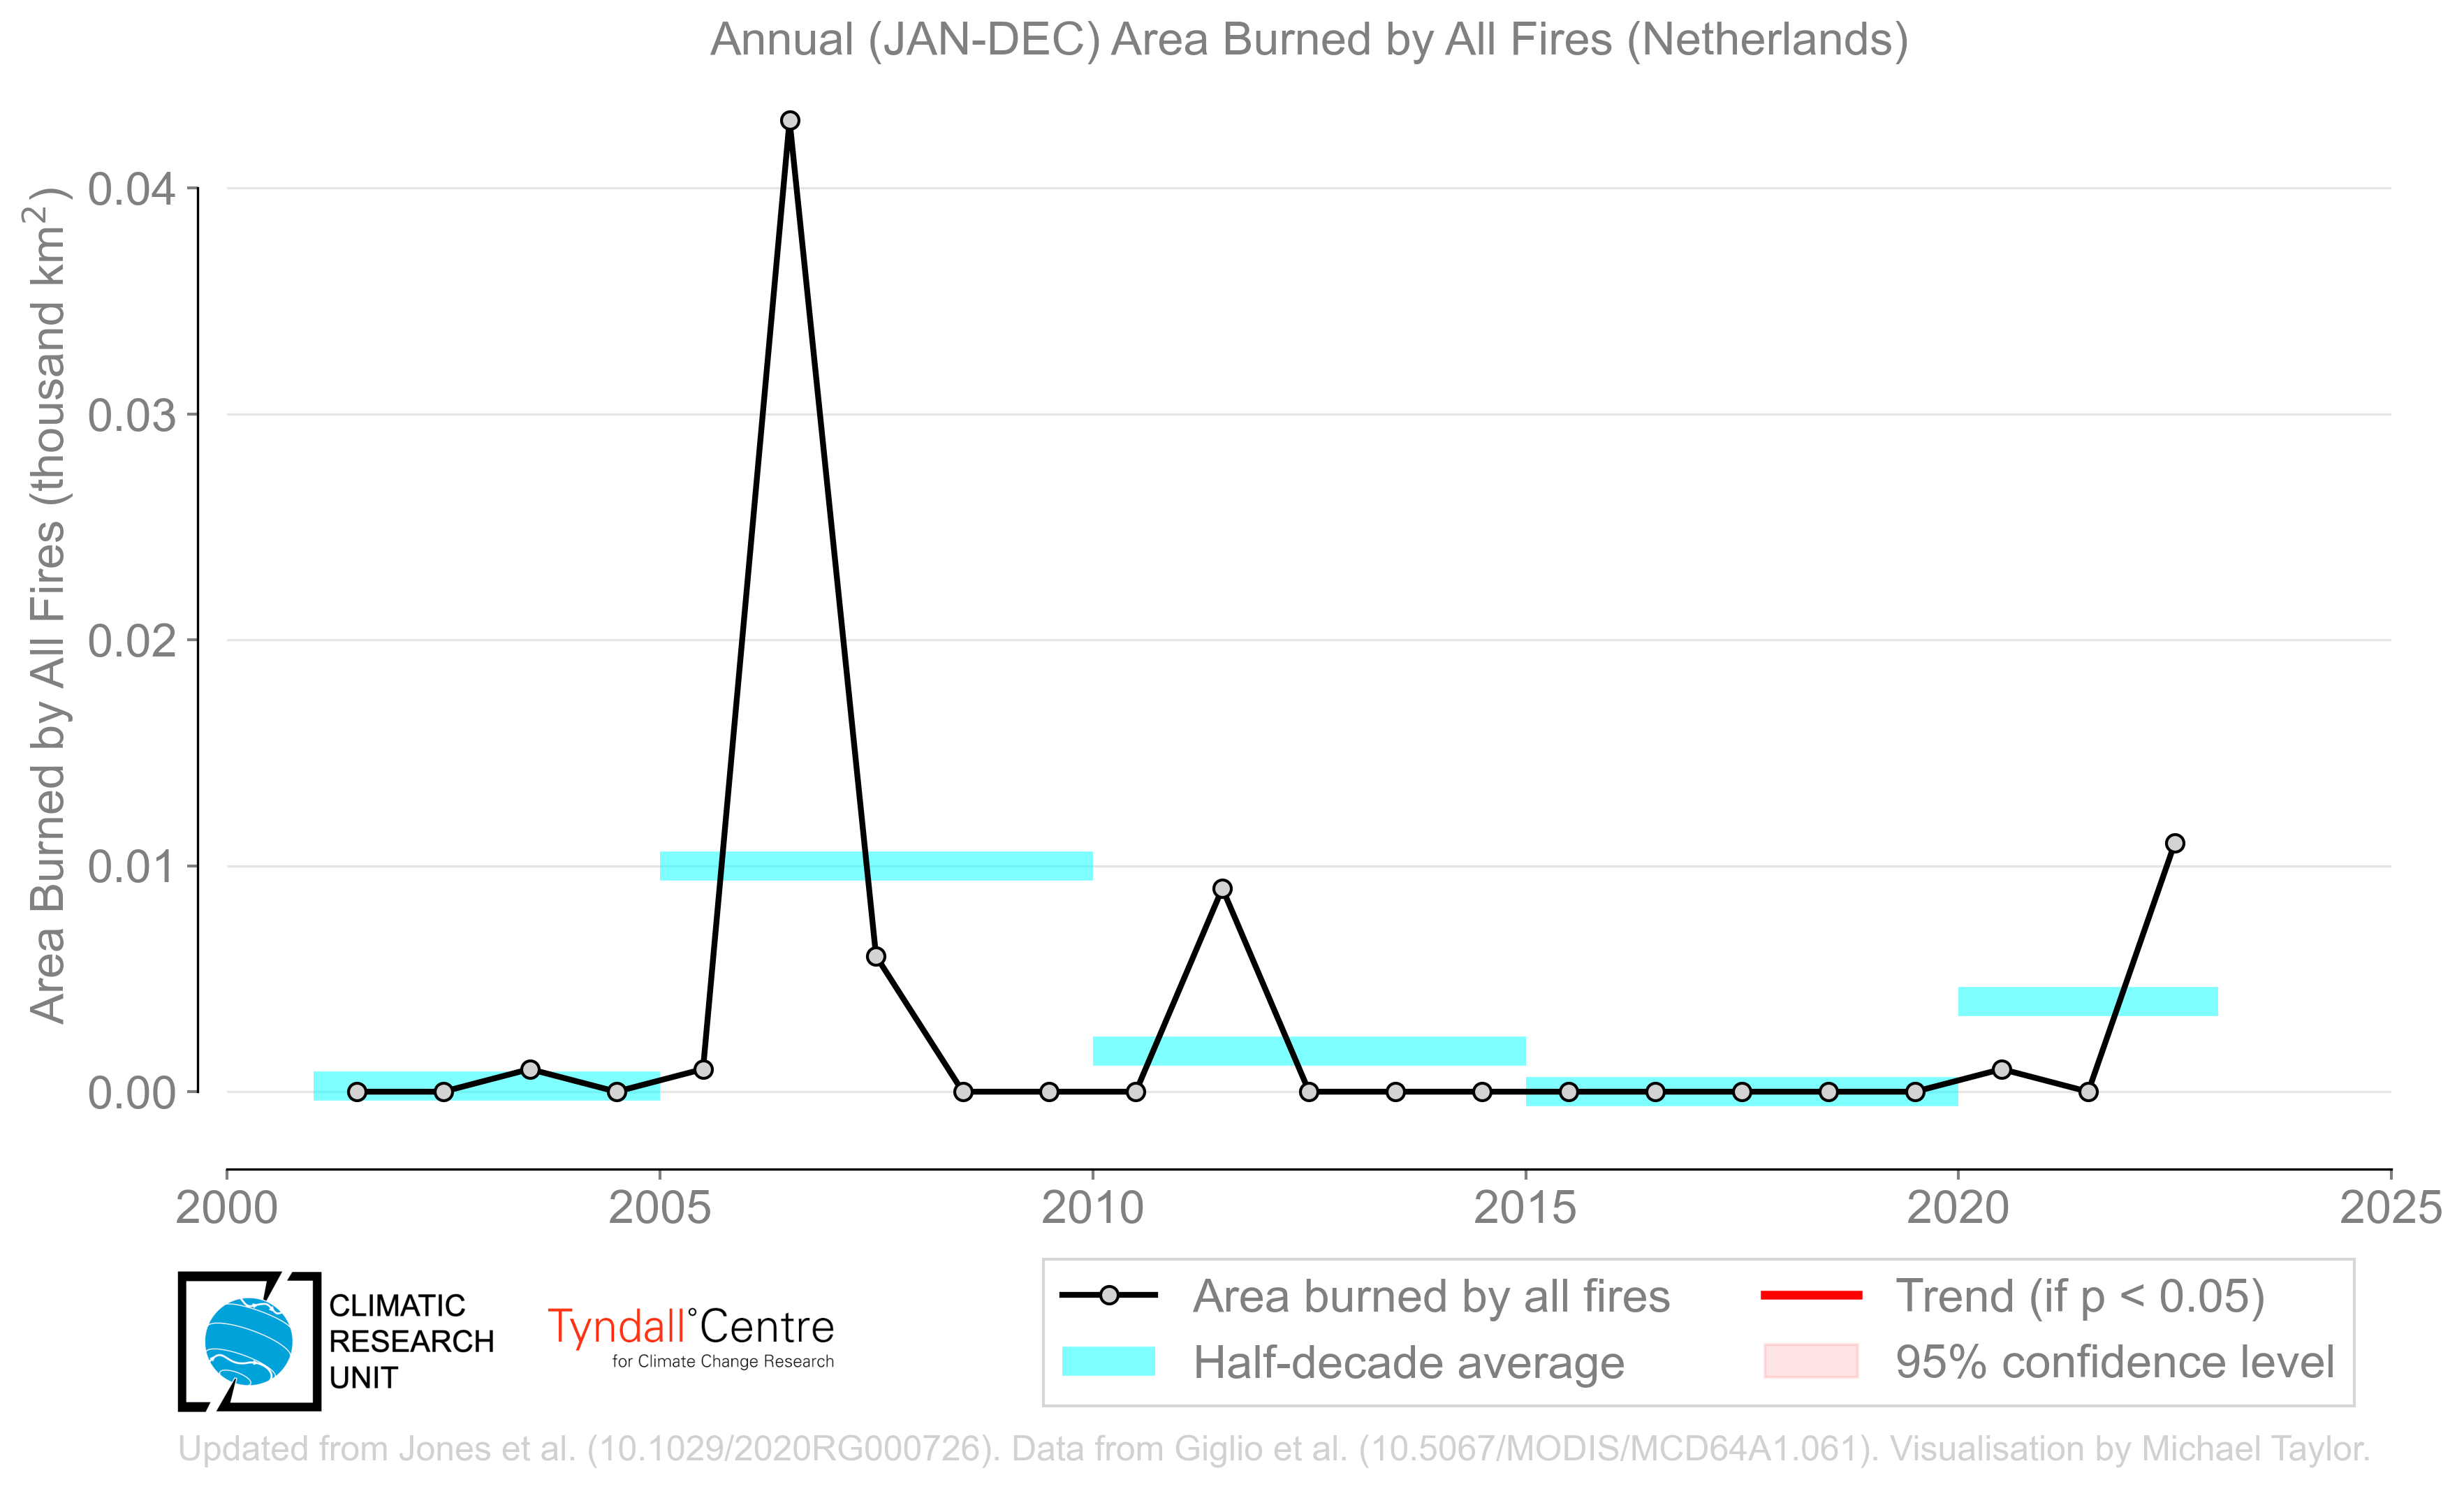 Annual (JAN-DEC) Area Burned by All Fires (Netherlands)
Area Burned by All Fires (thousand km²)
0.04
0.03
0.02
0.01
0.00
2000 2005 2010 2015 2020 2025
CLIMATIC
RESEARCH
UNIT
Tyndall°Centre
for Climate Change Research
Area burned by all fires
Half-decade average
Trend (if p < 0.05)
95% confidence level
Updated from Jones et al. (10.1029/2020RG000726). Data from Giglio et al. (10.5067/MODIS/MCD64A1.061). Visualisation by Michael Taylor.